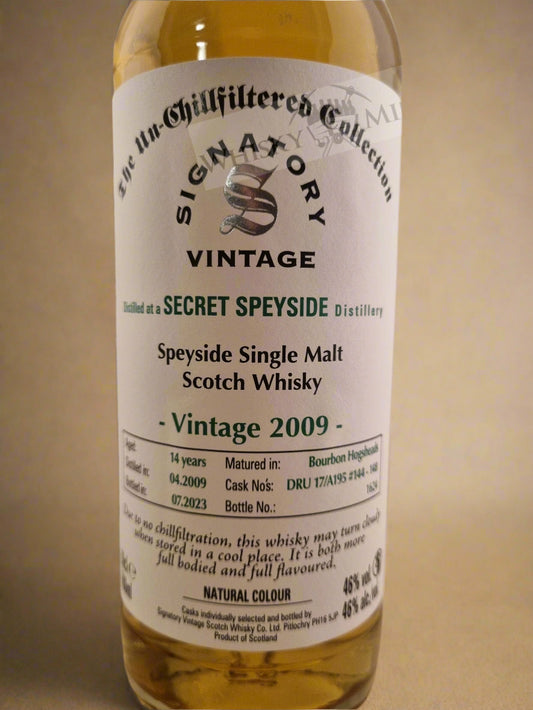 The Un-Chillfiltered Collection
WHISKY
SIGNATORY
S
VINTAGE
Distilled at a SECRET SPEYSIDE Distillery
Speyside Single Malt
Scotch Whisky
- Vintage 2009 -
Aged: 14 years Matured in: Bourbon Hogsheads
Distilled in: 04.2009 Cask No's: DRU 17/A195 #144 - 148
Bottled in: 07.2023 Bottle No.: 1624
Due to no chillfiltration, this whisky may turn cloudy
when stored in a cool place. It is both more
full bodied and full flavoured.
NATURAL COLOUR
46% vol.
46% alc. vol.
Casks individually selected and bottled by
Signatory Vintage Scotch Whisky Co. Ltd. Pitlochry PH16 5JP
Product of Scotland